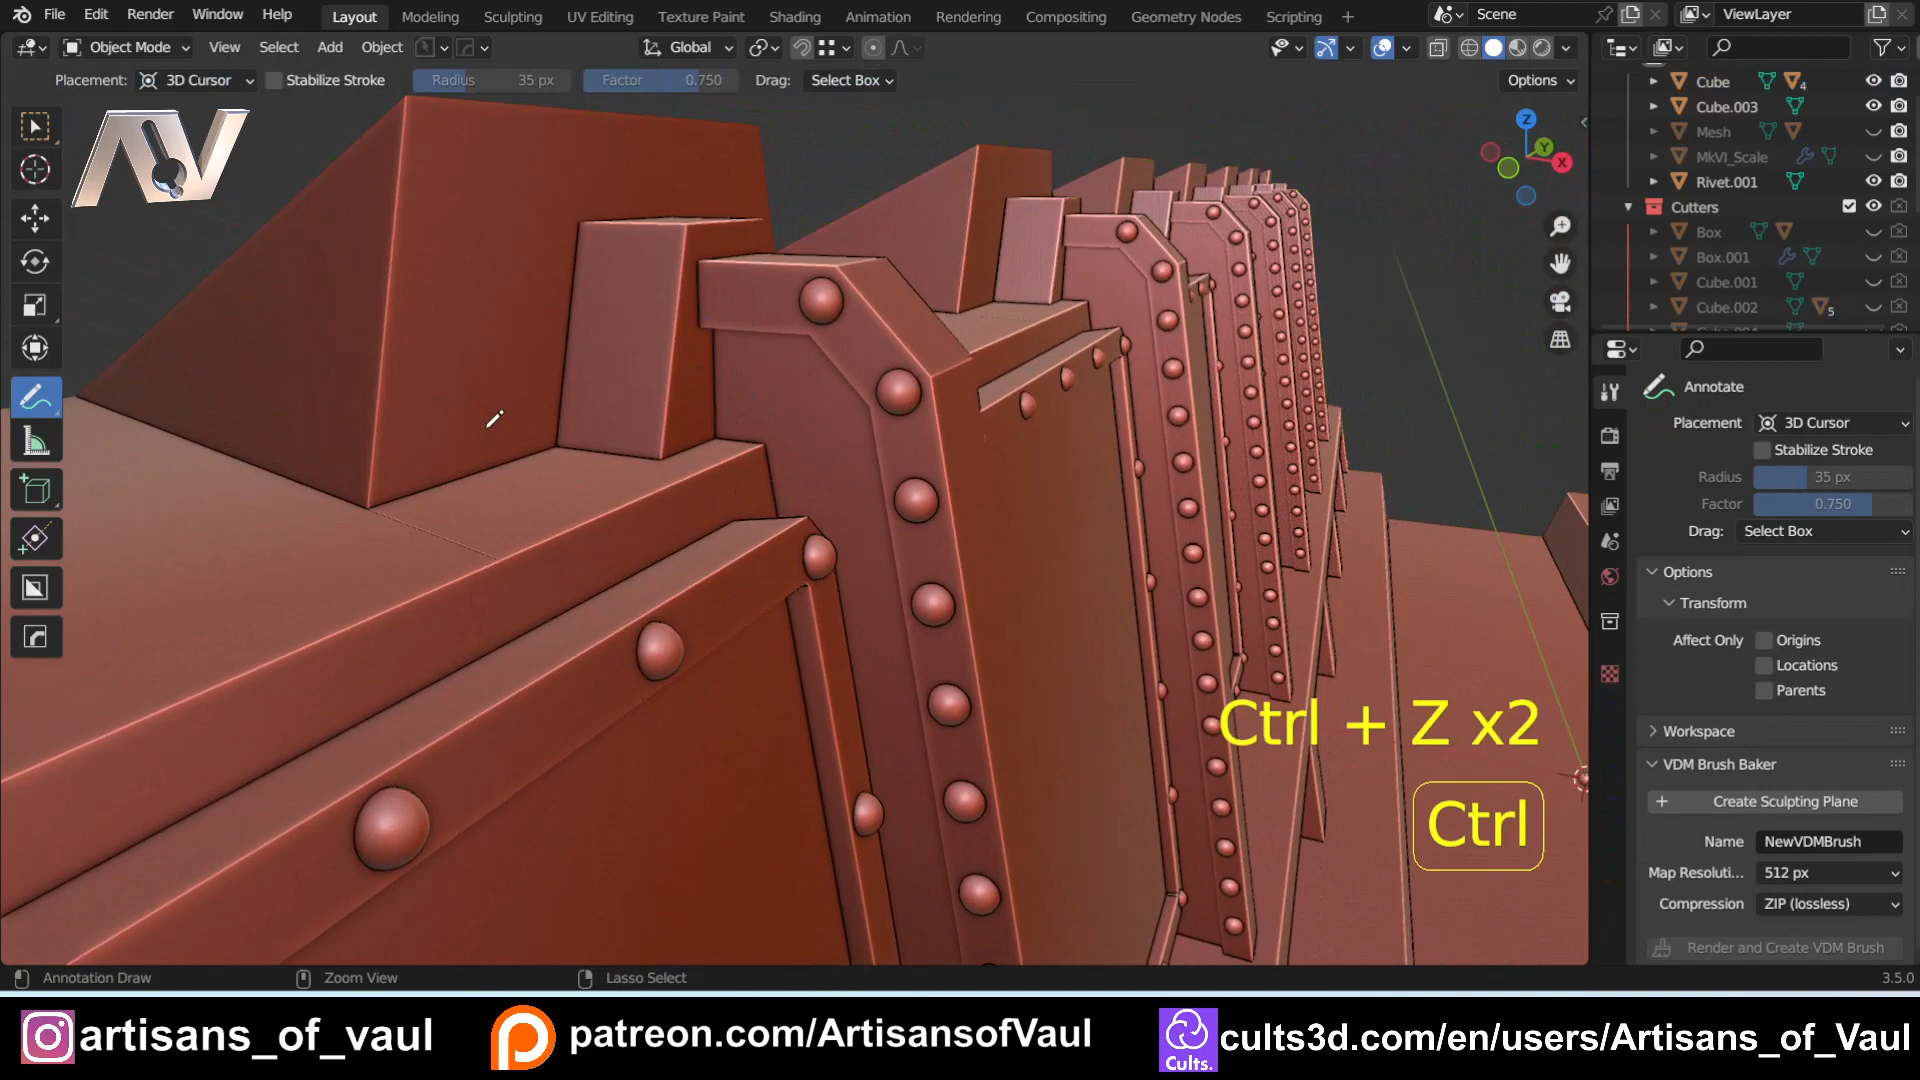 File Edit Render Window Help Layout Modeling Sculpting UV Editing Texture Paint Shading Animation Rendering Compositing Geometry Nodes Scripting + Scene ViewLayer
Object Mode View Select Add Object Global
Placement: 3D Cursor Stabilize Stroke Radius 35 px Factor 0.750 Drag: Select Box Options
AV
Z
Y
X
Cube 4
Cube.003
Mesh
MkVI_Scale
Rivet.001
Cutters
Box
Box.001
Cube.001
Cube.002 5
Annotate
Placement 3D Cursor
Stabilize Stroke
Radius 35 px
Factor 0.750
Drag: Select Box
Options
Transform
Affect Only Origins
Locations
Parents
Workspace
VDM Brush Baker
+ Create Sculpting Plane
Name NewVDMBrush
Map Resoluti... 512 px
Compression ZIP (lossless)
Render and Create VDM Brush
Ctrl + Z x2
Ctrl
Annotation Draw Zoom View Lasso Select 3.5.0
artisans_of_vaul patreon.com/ArtisansofVaul Cults. cults3d.com/en/users/Artisans_of_Vaul